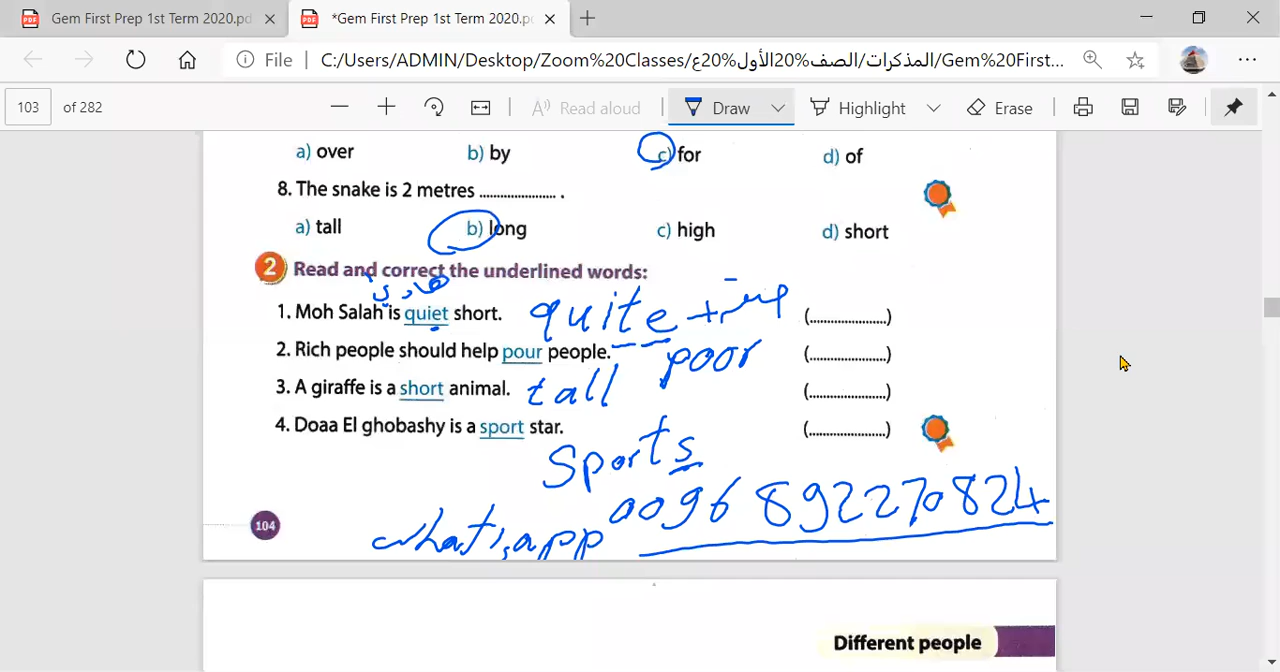 Gem First Prep 1st Term 2020.pd
*Gem First Prep 1st Term 2020.p
File
C:/Users/ADMIN/Desktop/Zoom%20Classes/المذكرات/الصف%20الأول%20ع/Gem%20First...
103 of 282
Read aloud
Draw
Highlight
Erase
a) over b) by c) for d) of
8. The snake is 2 metres .................... .
a) tall b) long c) high d) short
2 Read and correct the underlined words:
هادئ
1. Moh Salah is quiet short. quite (.....................)
2. Rich people should help pour people. poor (.....................)
3. A giraffe is a short animal. tall (.....................)
4. Doaa El ghobashy is a sport star. (.....................)
Sports
0096 892270824
whatsapp
104
Different people